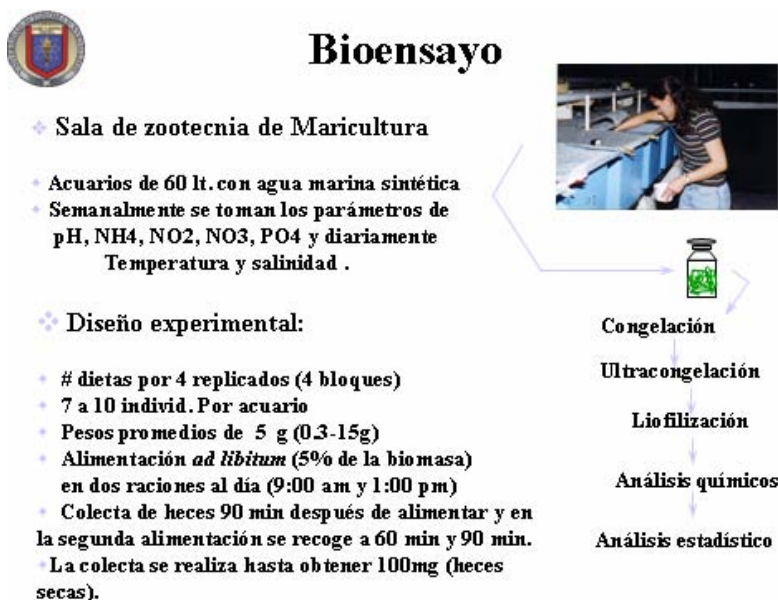 Bioensayo
Sala de zootecnia de Maricultura
Acuarios de 60 lt. con agua marina sintética
Semanalmente se toman los parámetros de
pH, NH4, NO2, NO3, PO4 y diariamente
Temperatura y salinidad .
Diseño experimental:
# dietas por 4 replicados (4 bloques)
7 a 10 individ. Por acuario
Pesos promedios de 5 g (0.3-15g)
Alimentación ad libitum (5% de la biomasa)
en dos raciones al día (9:00 am y 1:00 pm)
Colecta de heces 90 min después de alimentar y en
la segunda alimentación se recoge a 60 min y 90 min.
La colecta se realiza hasta obtener 100mg (heces
secas).
Congelación
Ultracongelación
Liofilización
Análisis químicos
Análisis estadístico